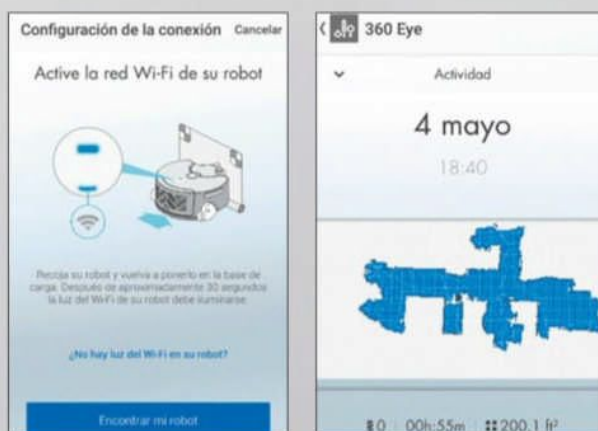 Configuración de la conexión Cancelar
Active la red Wi-Fi de su robot
Recoja su robot y vuelva a ponerlo en la base de
carga. Después de aproximadamente 30 segundos
la luz del Wi-Fi de su robot debe iluminarse.
¿No hay luz del Wi-Fi en su robot?
Encontrar mi robot
360 Eye
Actividad
4 mayo
18:40
0 00h:55m 200.1 ft²